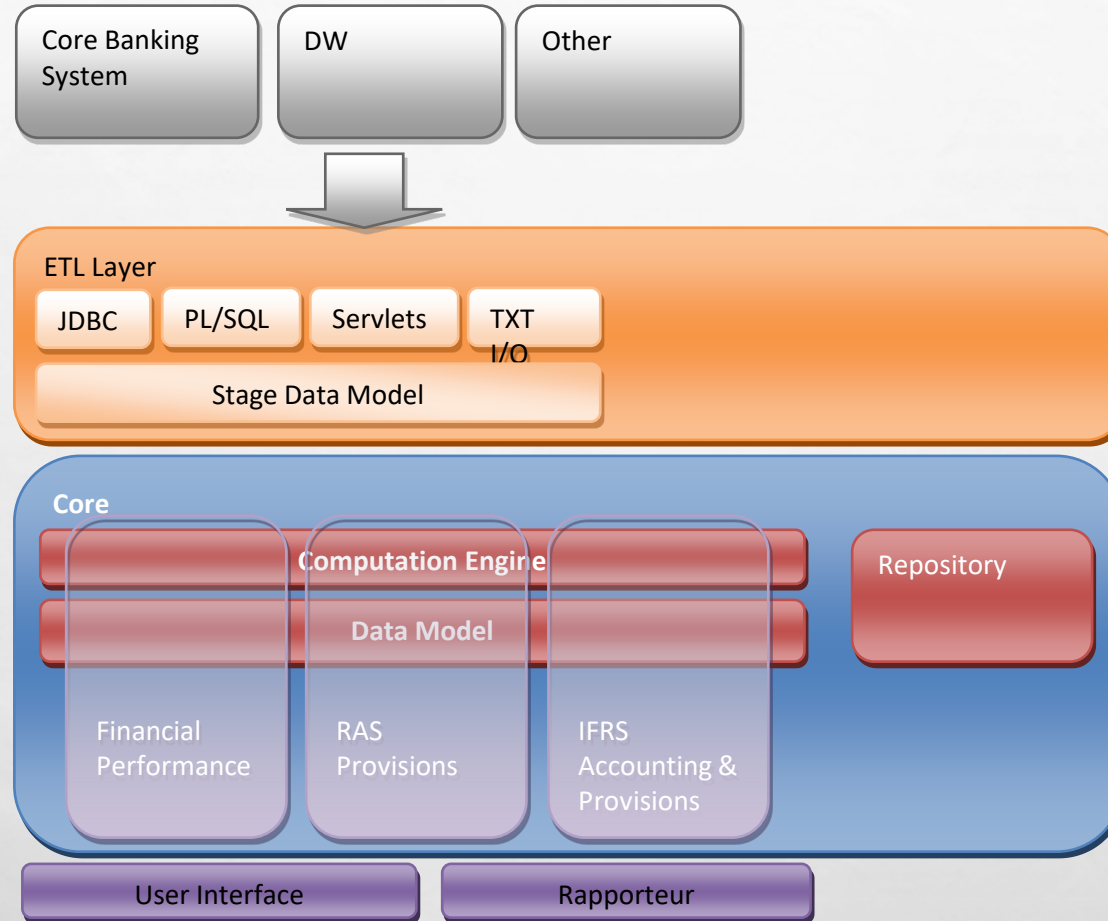 Core Banking
System
DW
Other
ETL Layer
JDBC
PL/SQL
Servlets
TXT
I/O
Stage Data Model
Core
Computation Engine
Repository
Data Model
Financial
Performance
RAS
Provisions
IFRS
Accounting &
Provisions
User Interface
Rapporteur